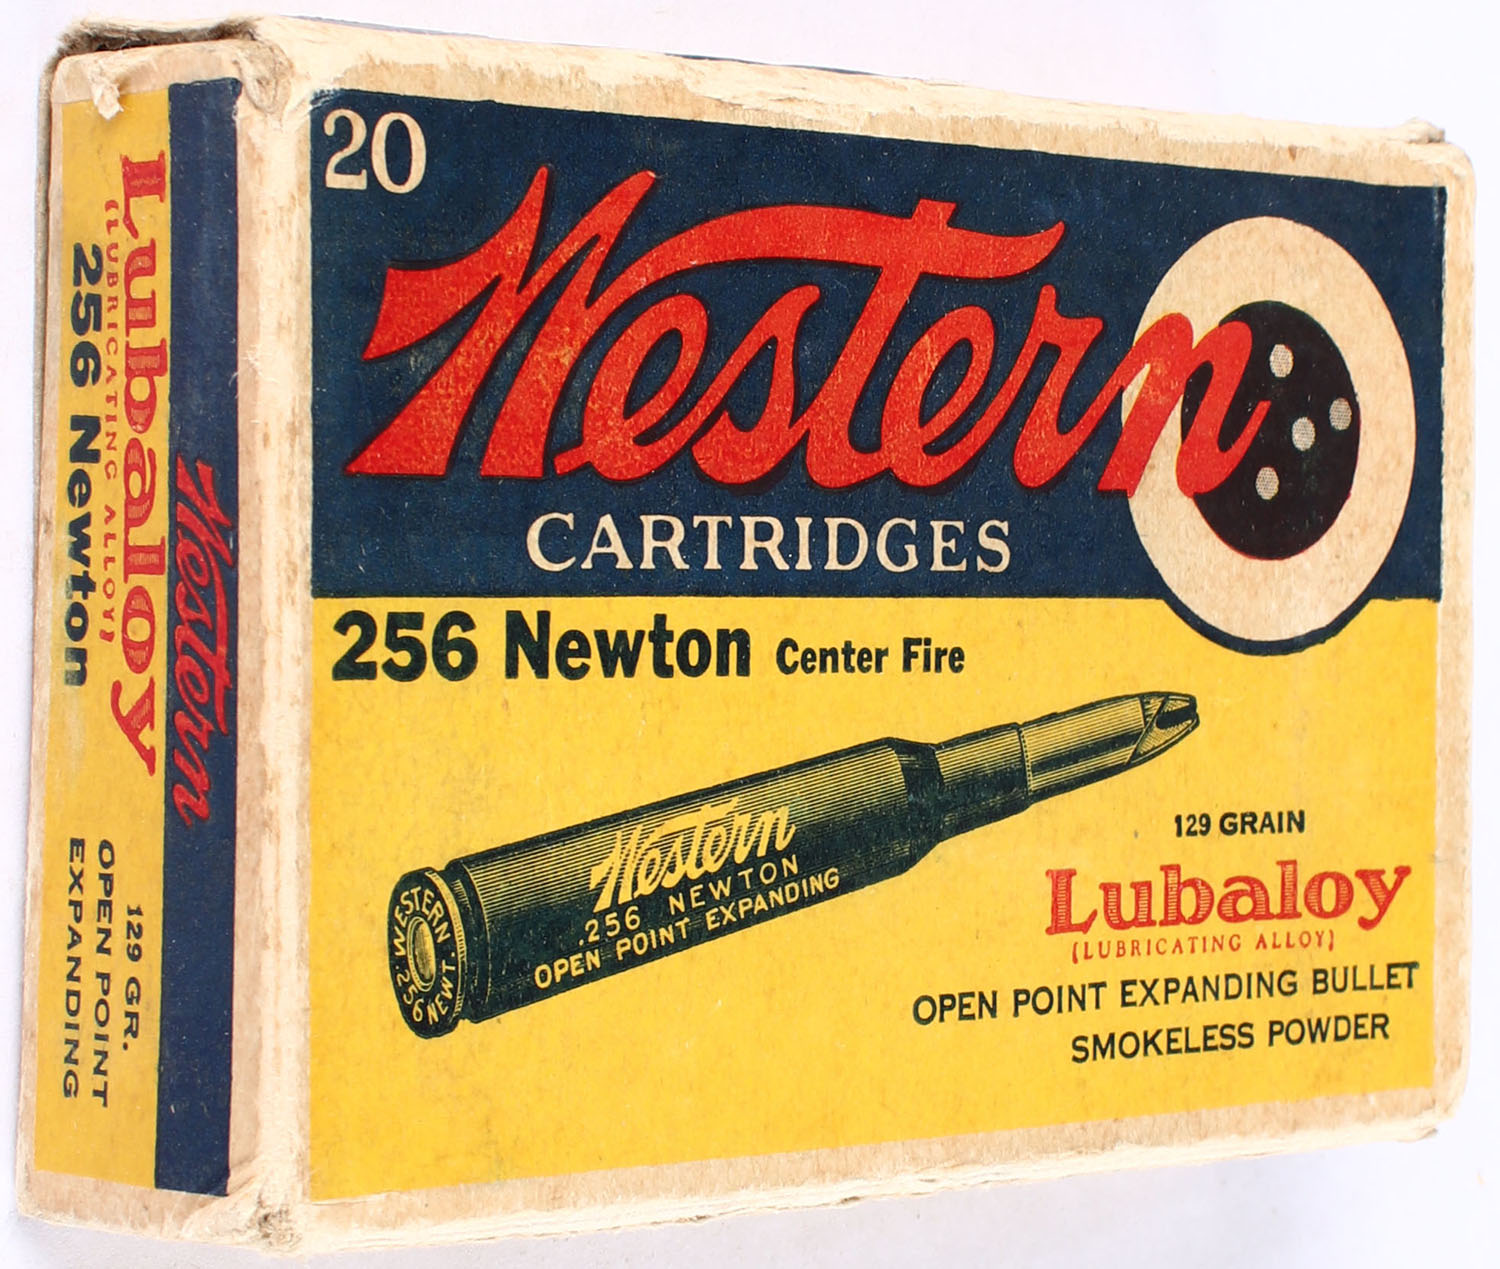 20
Western
CARTRIDGES
256 Newton Center Fire
Western
.256 NEWTON
OPEN POINT EXPANDING
WESTERN
.256
NEWT.
129 GRAIN
Lubaloy
(LUBRICATING ALLOY)
OPEN POINT EXPANDING BULLET
SMOKELESS POWDER
Western
Lubaloy
(LUBRICATING ALLOY)
256 Newton
129 GR.
OPEN POINT
EXPANDING